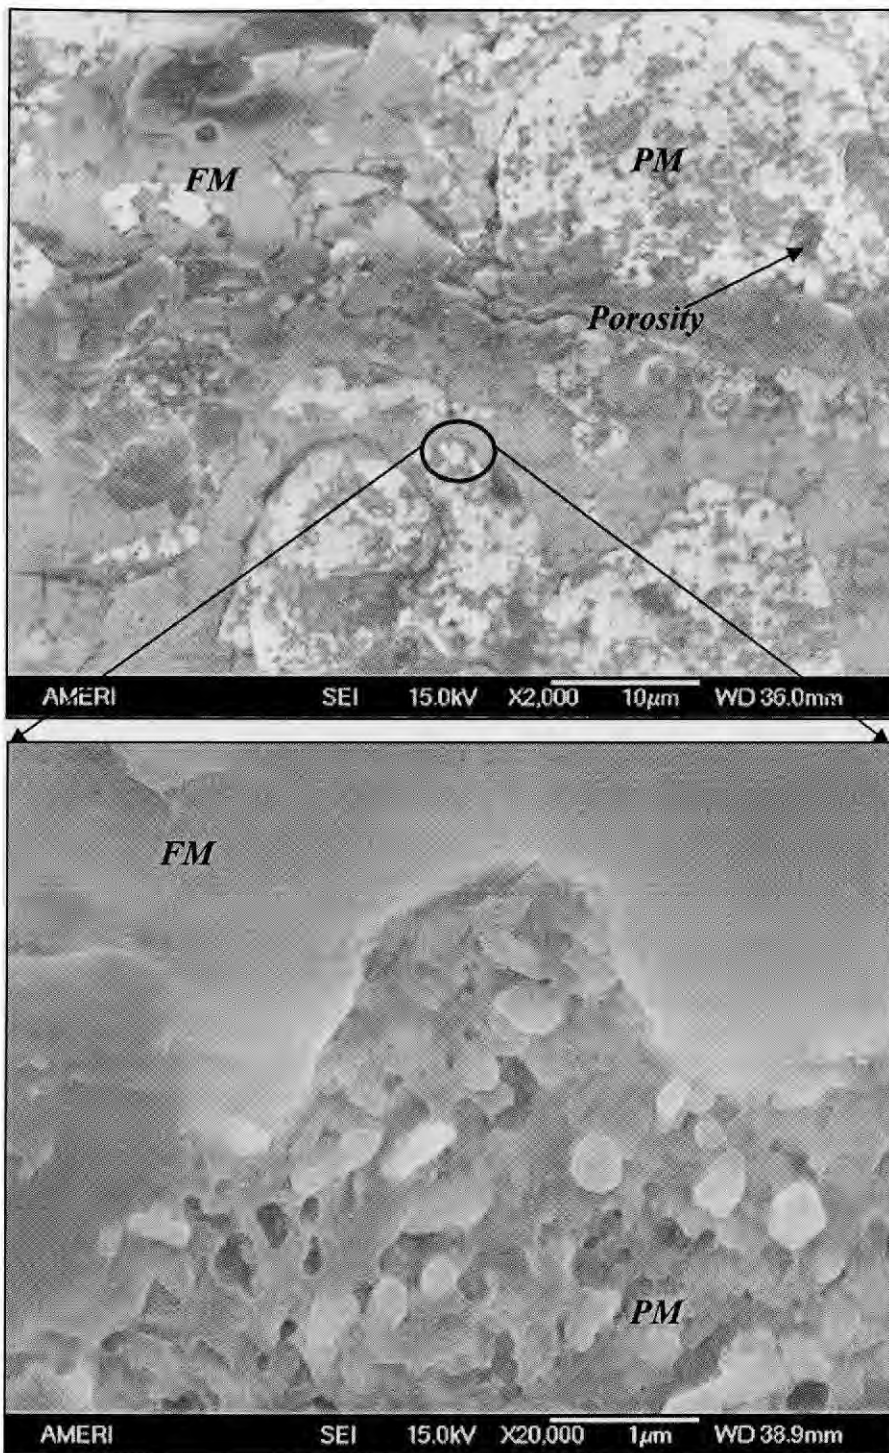 FM
PM
Porosity
AMERI SEI 15.0kV X2,000 10μm WD 36.0mm
FM
PM
AMERI SEI 15.0kV X20,000 1μm WD 38.9mm